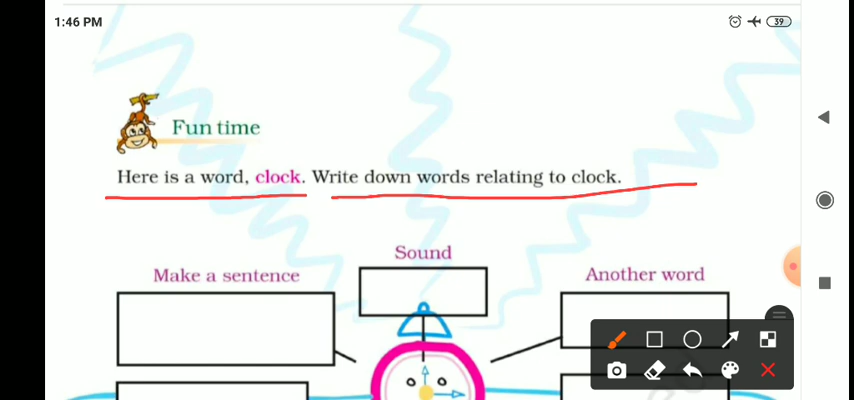 1:46 PM
39
Fun time
Here is a word, clock. Write down words relating to clock.
Sound
Make a sentence
Another word